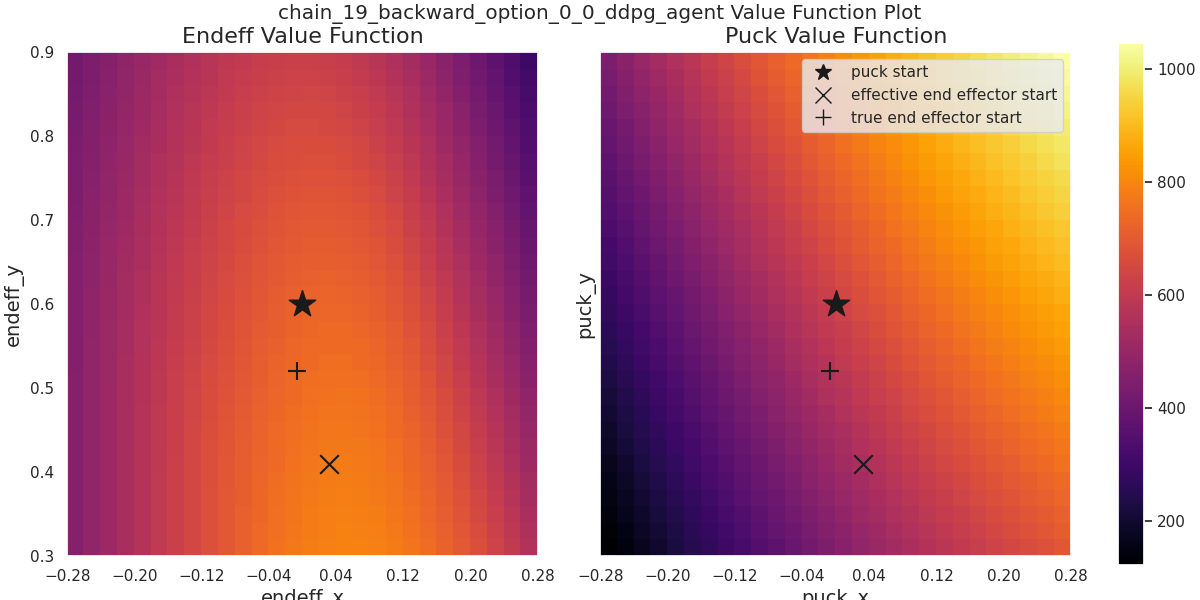 chain_19_backward_option_0_0_ddpg_agent Value Function Plot
Endeff Value Function
endeff_y
0.9
0.8
0.7
0.6
0.5
0.4
0.3
−0.28 −0.20 −0.12 −0.04 0.04 0.12 0.20 0.28
endeff_x
Puck Value Function
puck start
effective end effector start
true end effector start
puck_y
−0.28 −0.20 −0.12 −0.04 0.04 0.12 0.20 0.28
puck_x
1000
800
600
400
200